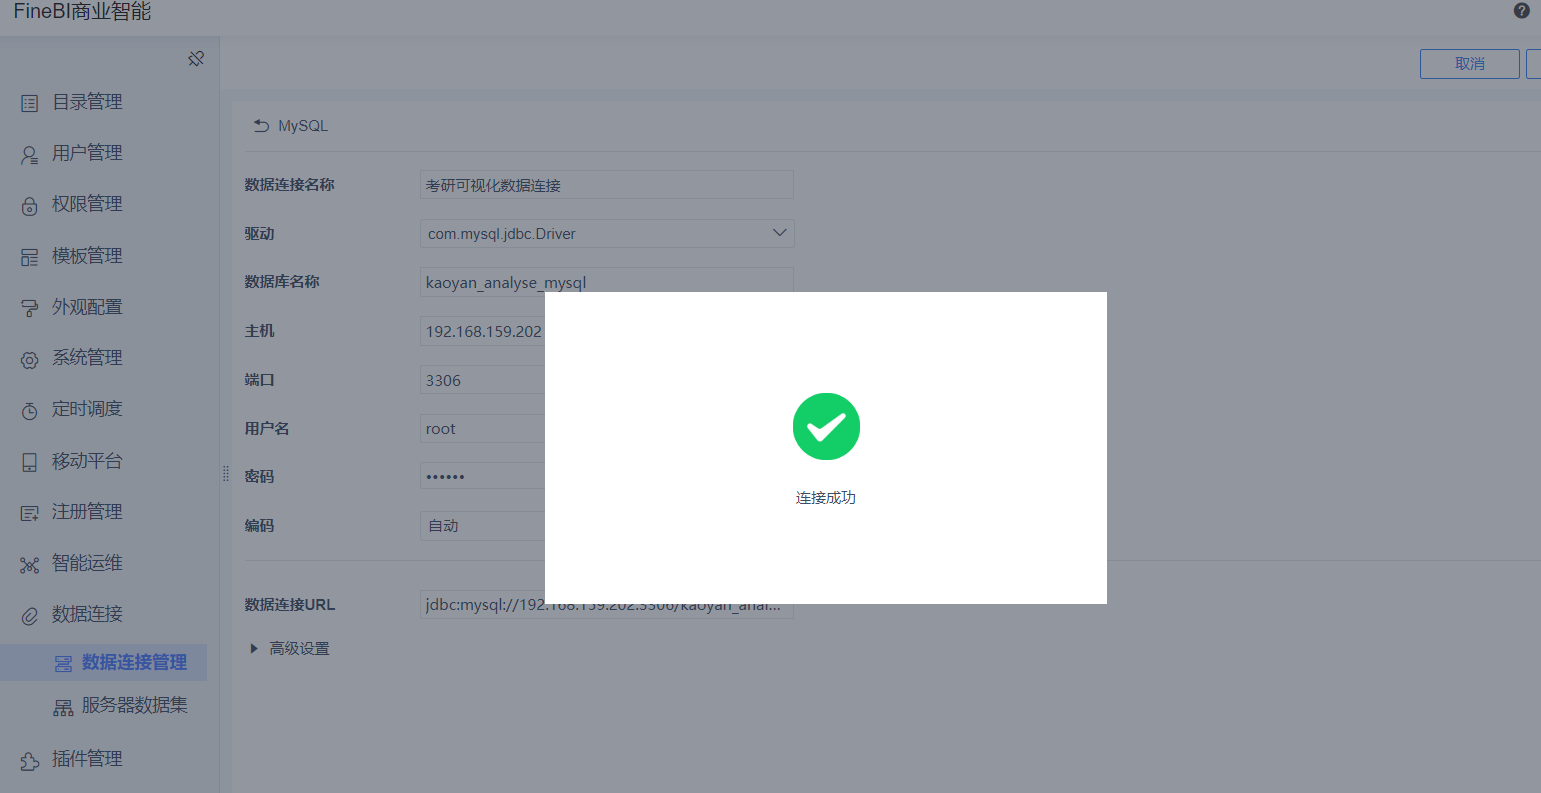 FineBI商业智能
取消
目录管理
用户管理
权限管理
模板管理
外观配置
系统管理
定时调度
移动平台
注册管理
智能运维
数据连接
数据连接管理
服务器数据集
插件管理
MySQL
数据连接名称 考研可视化数据连接
驱动 com.mysql.jdbc.Driver
数据库名称 kaoyan_analyse_mysql
主机 192.168.159.202
端口 3306
用户名 root
密码 ••••••
编码 自动
数据连接URL jdbc:mysql://192.168.159.202:3306/kaoyan_anal...
高级设置
连接成功